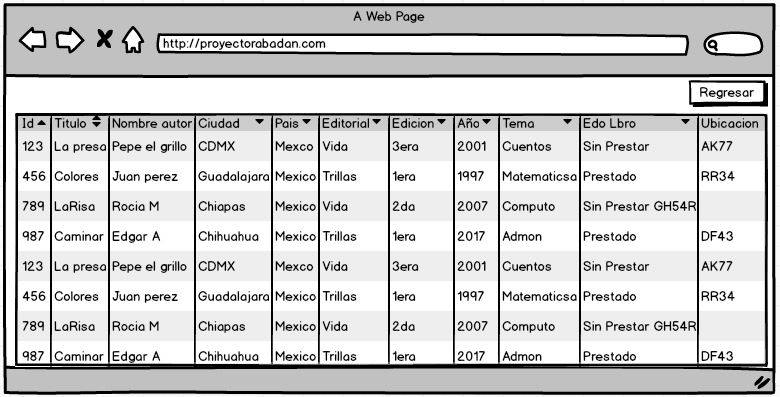 A Web Page
http://proyectorabadan.com
Regresar
Id Titulo Nombre autor Ciudad Pais Editorial Edicion Año Tema Edo Lbro Ubicacion
123 La presa Pepe el grillo CDMX Mexco Vida 3era 2001 Cuentos Sin Prestar AK77
456 Colores Juan perez Guadalajara Mexico Trillas 1era 1997 Matematicsa Prestado RR34
789 LaRisa Rocia M Chiapas Mexico Vida 2da 2007 Computo Sin Prestar GH54R
987 Caminar Edgar A Chihuahua Mexico Trillas 1era 2017 Admon Prestado DF43
123 La presa Pepe el grillo CDMX Mexco Vida 3era 2001 Cuentos Sin Prestar AK77
456 Colores Juan perez Guadalajara Mexico Trillas 1era 1997 Matematicsa Prestado RR34
789 LaRisa Rocia M Chiapas Mexico Vida 2da 2007 Computo Sin Prestar GH54R
987 Caminar Edgar A Chihuahua Mexico Trillas 1era 2017 Admon Prestado DF43